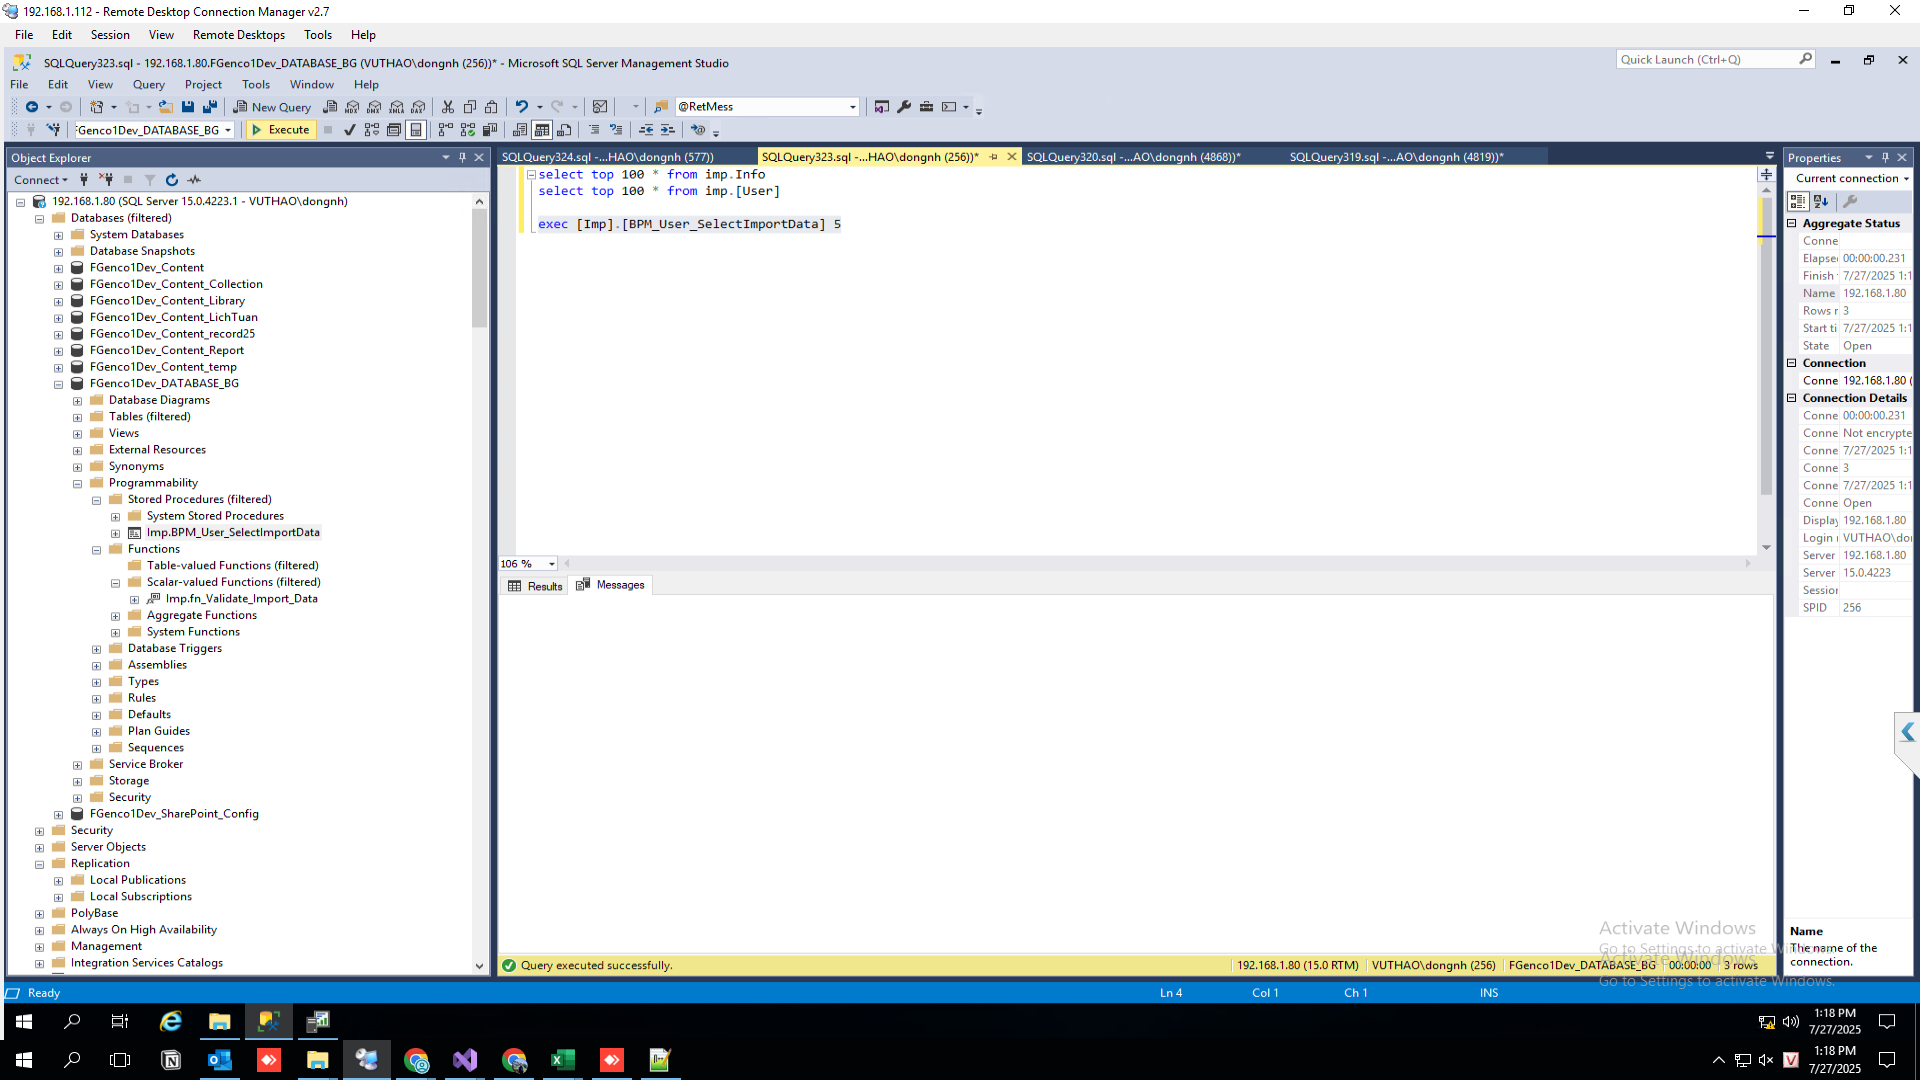 192.168.1.112 - Remote Desktop Connection Manager v2.7
File Edit Session View Remote Desktops Tools Help
SQLQuery323.sql - 192.168.1.80.FGenco1Dev_DATABASE_BG (VUTHAO\dongnh (256))* - Microsoft SQL Server Management Studio
Quick Launch (Ctrl+Q)
File Edit View Query Project Tools Window Help
New Query
@RetMess
Genco1Dev_DATABASE_BG
Execute
Object Explorer
Connect
192.168.1.80 (SQL Server 15.0.4223.1 - VUTHAO\dongnh)
Databases (filtered)
System Databases
Database Snapshots
FGenco1Dev_Content
FGenco1Dev_Content_Collection
FGenco1Dev_Content_Library
FGenco1Dev_Content_LichTuan
FGenco1Dev_Content_record25
FGenco1Dev_Content_Report
FGenco1Dev_Content_temp
FGenco1Dev_DATABASE_BG
Database Diagrams
Tables (filtered)
Views
External Resources
Synonyms
Programmability
Stored Procedures (filtered)
System Stored Procedures
Imp.BPM_User_SelectImportData
Functions
Table-valued Functions (filtered)
Scalar-valued Functions (filtered)
Imp.fn_Validate_Import_Data
Aggregate Functions
System Functions
Database Triggers
Assemblies
Types
Rules
Defaults
Plan Guides
Sequences
Service Broker
Storage
Security
FGenco1Dev_SharePoint_Config
Security
Server Objects
Replication
Local Publications
Local Subscriptions
PolyBase
Always On High Availability
Management
Integration Services Catalogs
SQLQuery324.sql -...HAO\dongnh (577))
SQLQuery323.sql -...HAO\dongnh (256))*
SQLQuery320.sql -...AO\dongnh (4868))*
SQLQuery319.sql -...AO\dongnh (4819))*
select top 100 * from imp.Info
select top 100 * from imp.[User]
exec [Imp].[BPM_User_SelectImportData] 5
106 %
Results
Messages
Query executed successfully.
192.168.1.80 (15.0 RTM)
VUTHAO\dongnh (256)
FGenco1Dev_DATABASE_BG
00:00:00
3 rows
Properties
Current connection
Aggregate Status
Conne
Elapse 00:00:00.231
Finish 7/27/2025 1:1
Name 192.168.1.80
Rows r 3
Start ti 7/27/2025 1:1
State Open
Connection
Conne 192.168.1.80 (
Connection Details
Conne 00:00:00.231
Conne Not encrypte
Conne 7/27/2025 1:1
Conne 3
Conne 7/27/2025 1:1
Conne Open
Display 192.168.1.80
Login VUTHAO\do
Server 192.168.1.80
Server 15.0.4223
Session
SPID 256
Name
The name of the
connection.
Activate Windows
Go to Settings to activate Windows.
Activate Windows
Go to Settings to activate Windows.
Ready
Ln 4
Col 1
Ch 1
INS
1:18 PM
7/27/2025
1:18 PM
7/27/2025